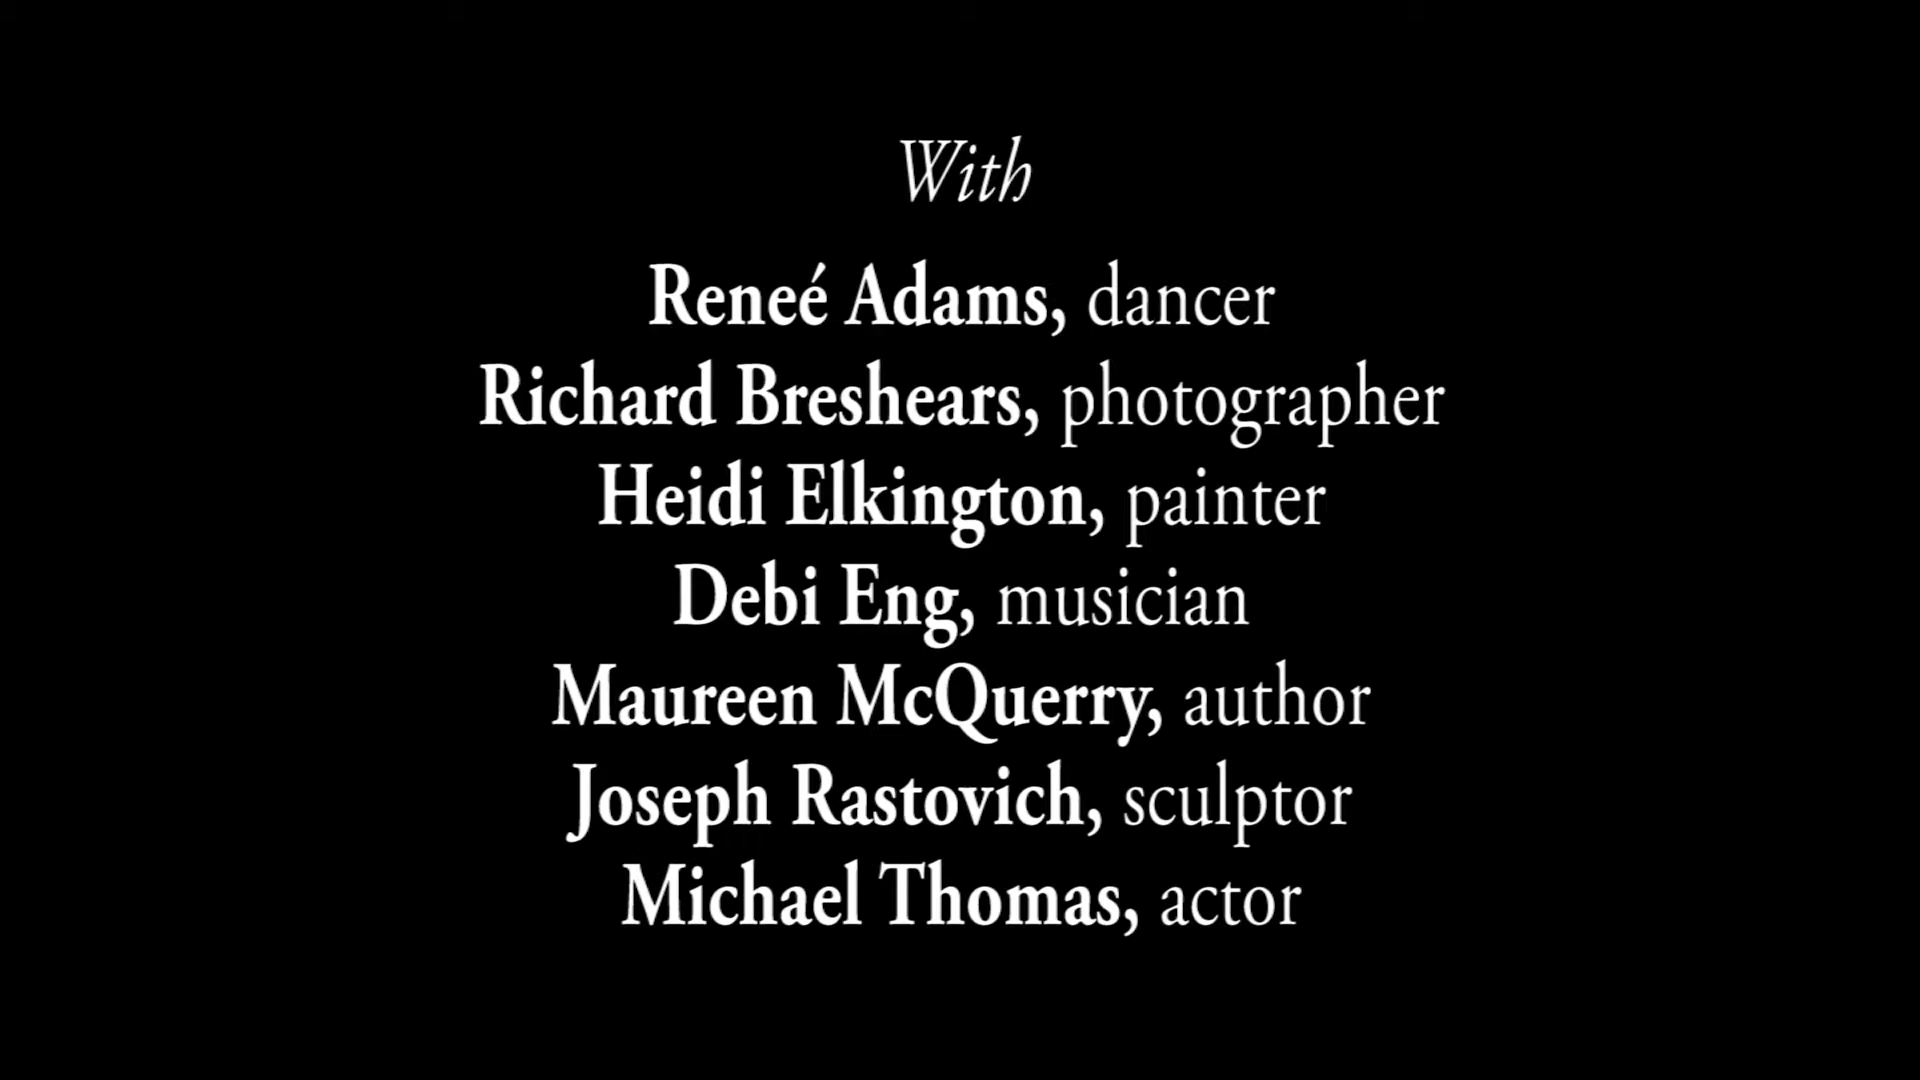 With
Reneé Adams, dancer
Richard Breshears, photographer
Heidi Elkington, painter
Debi Eng, musician
Maureen McQuerry, author
Joseph Rastovich, sculptor
Michael Thomas, actor